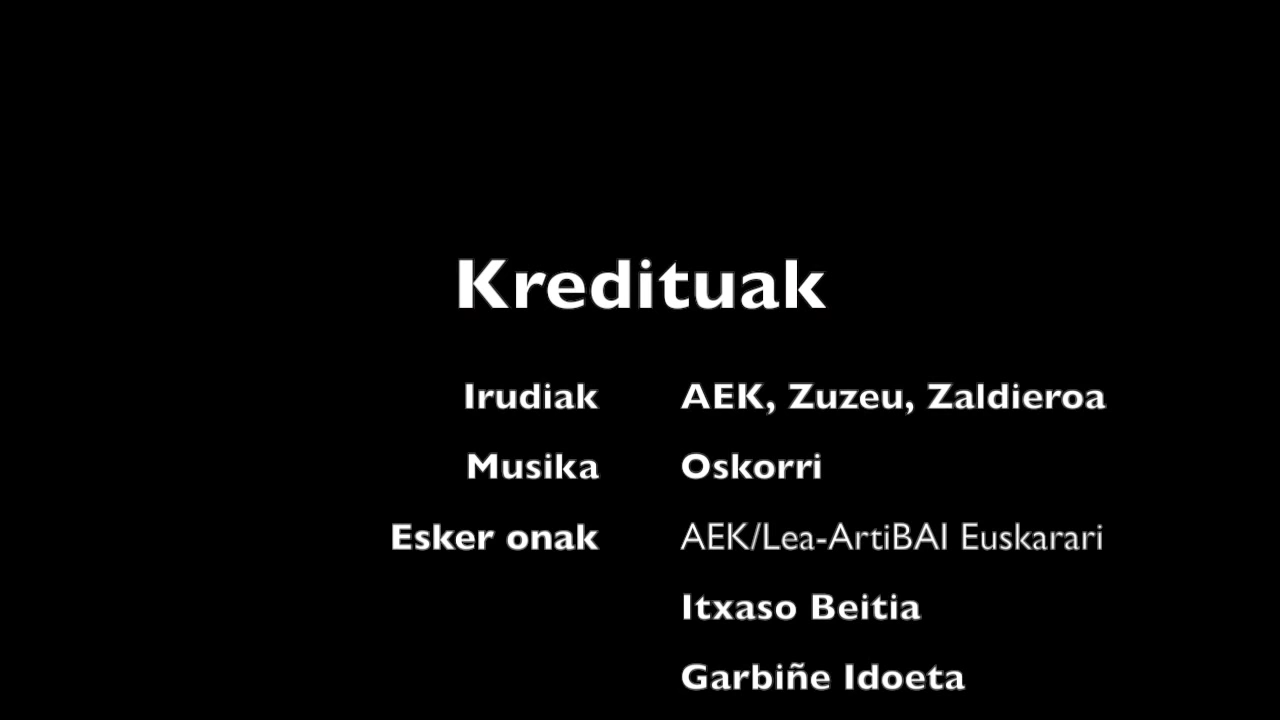 Kredituak
Irudiak AEK, Zuzeu, Zaldieroa
Musika Oskorri
Esker onak AEK/Lea-ArtiBAI Euskarari
Itxaso Beitia
Garbiñe Idoeta